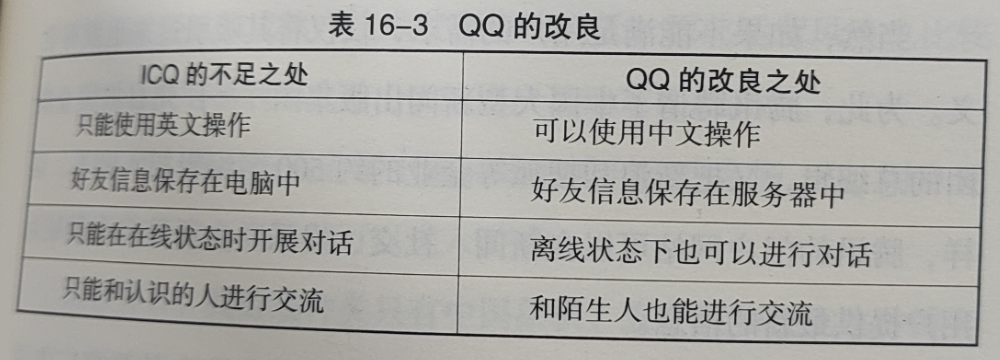 表 16-3 QQ 的改良
ICQ 的不足之处 QQ 的改良之处
只能使用英文操作 可以使用中文操作
好友信息保存在电脑中 好友信息保存在服务器中
只能在在线状态时开展对话 离线状态下也可以进行对话
只能和认识的人进行交流 和陌生人也能进行交流